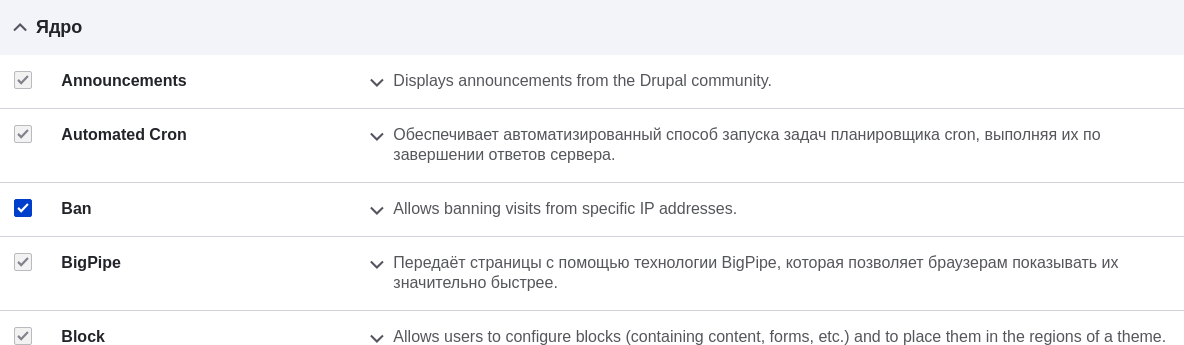 Ядро
Announcements
Displays announcements from the Drupal community.
Automated Cron
Обеспечивает автоматизированный способ запуска задач планировщика cron, выполняя их по
завершении ответов сервера.
Ban
Allows banning visits from specific IP addresses.
BigPipe
Передаёт страницы с помощью технологии BigPipe, которая позволяет браузерам показывать их
значительно быстрее.
Block
Allows users to configure blocks (containing content, forms, etc.) and to place them in the regions of a theme.